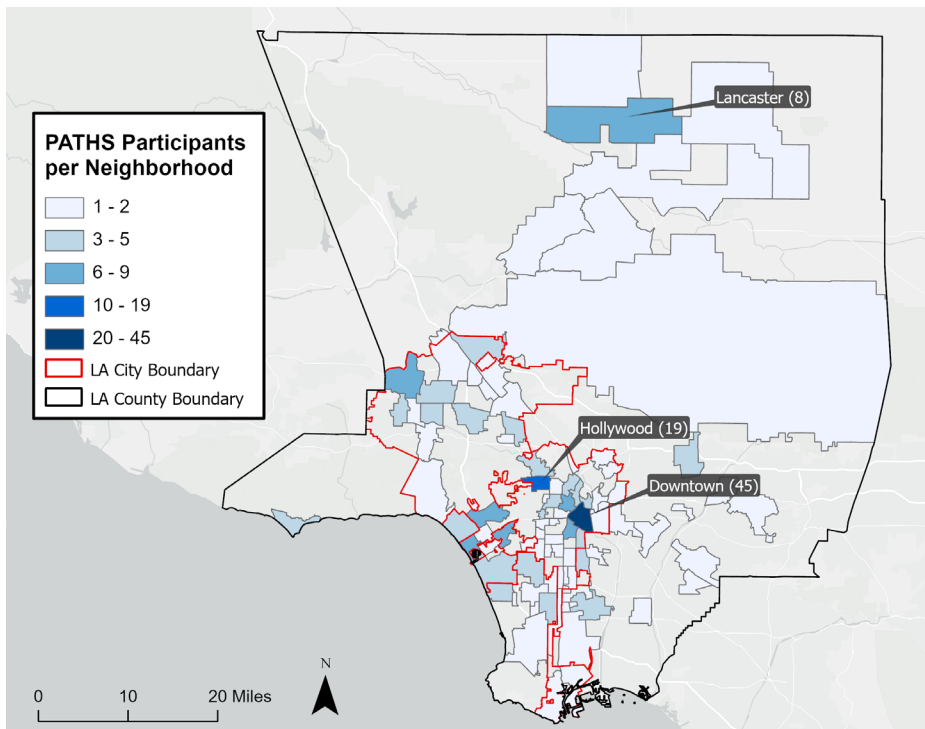 Lancaster (8)
PATHS Participants
per Neighborhood
1 - 2
3 - 5
6 - 9
10 - 19
20 - 45
LA City Boundary
LA County Boundary
Hollywood (19)
Downtown (45)
N
0 10 20 Miles